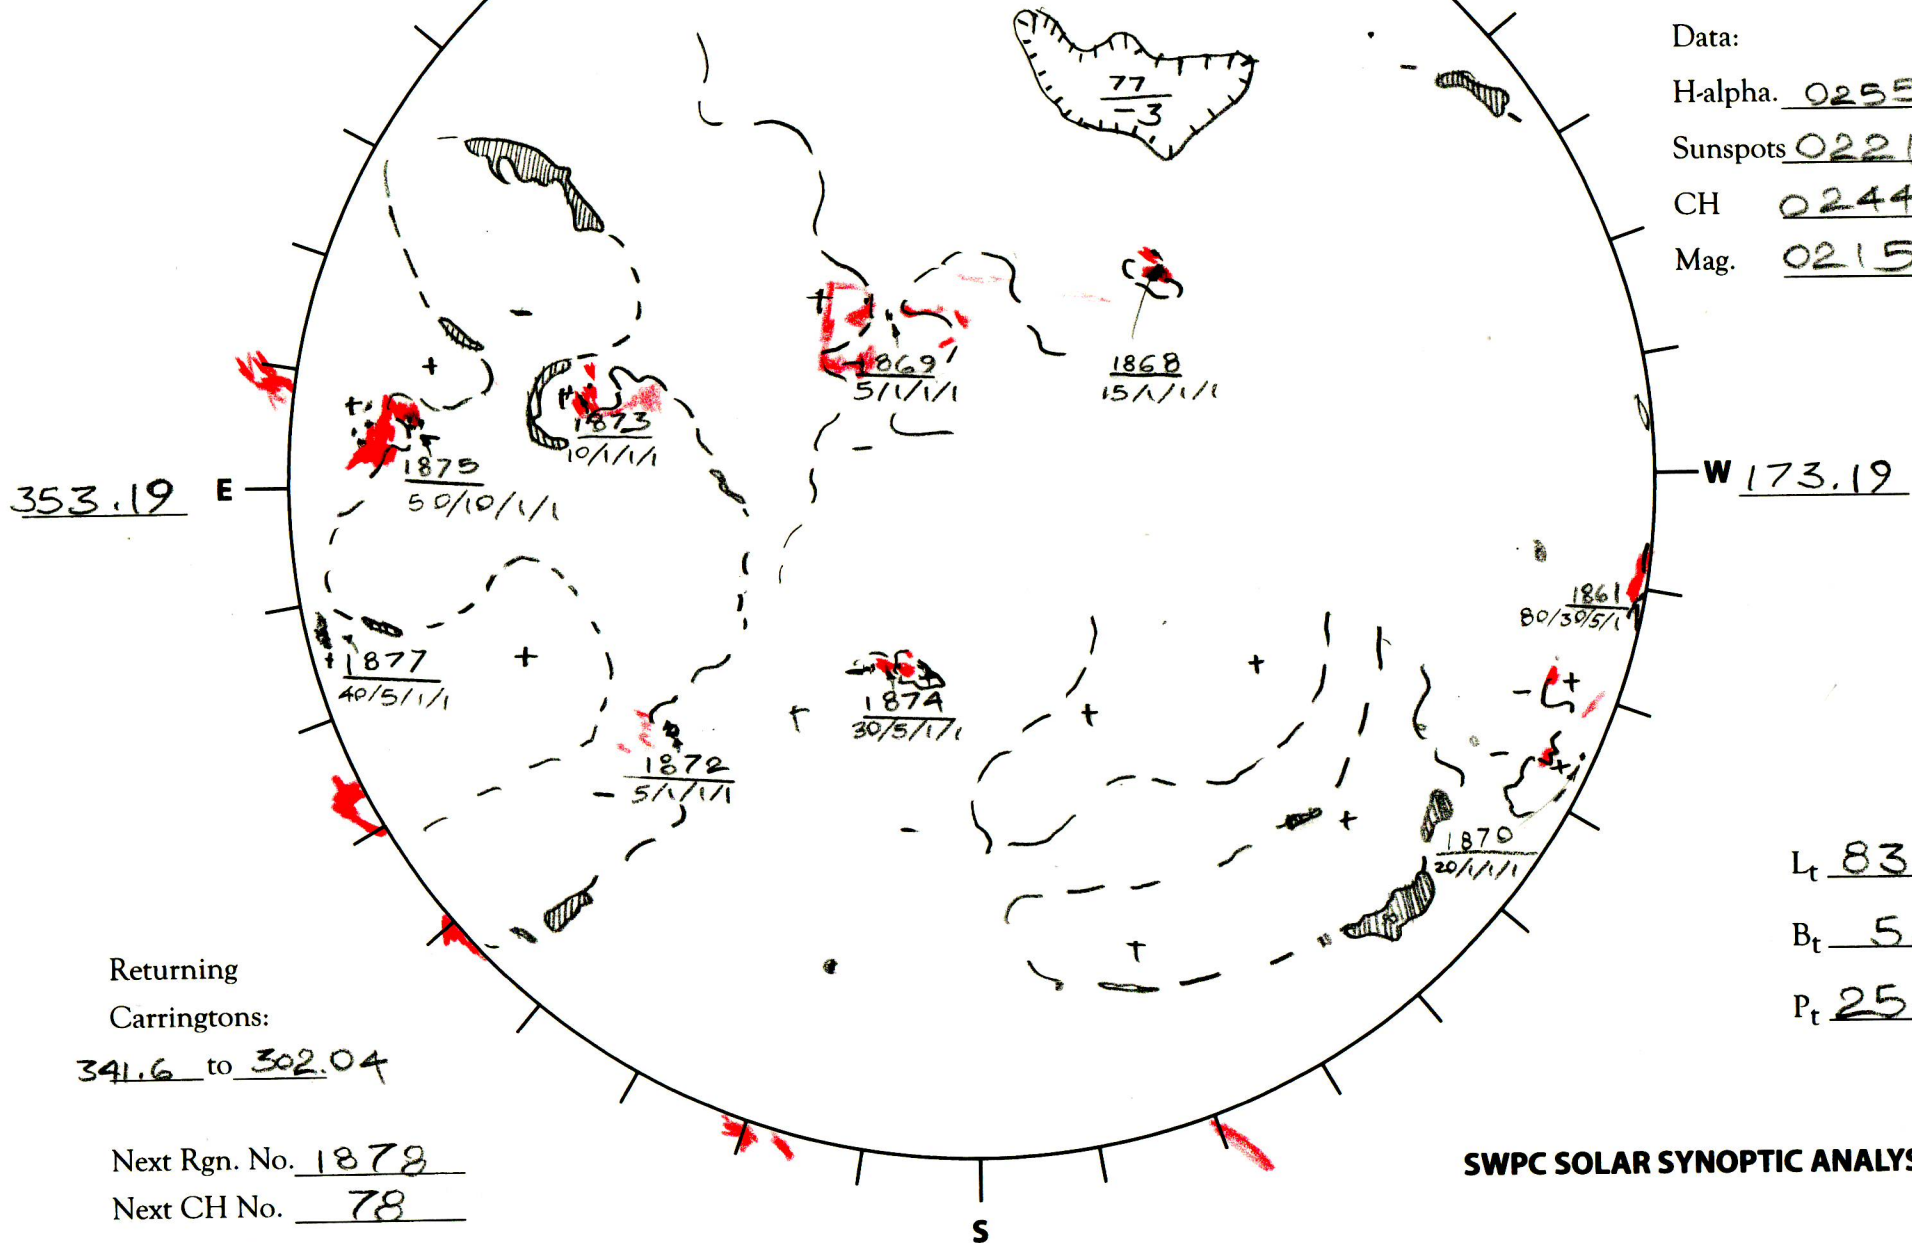 Data:
H-alpha. 0255
77
-3
Sunspots 0221
CH 0244
Mag. 0215
1869
5/1/1/1
1868
15/1/1/1
1873
10/1/1/1
1875
50/10/1/1
353.19 E
W 173.19
1861
80/30/5/1
1877
40/5/1/1
1874
30/5/1/1
1872
5/1/1/1
1870
20/1/1/1
Lt 83
Bt 5
Pt 25
Returning
Carringtons:
341.6 to 302.04
Next Rgn. No. 1878
Next CH No. 78
SWPC SOLAR SYNOPTIC ANALYS
S